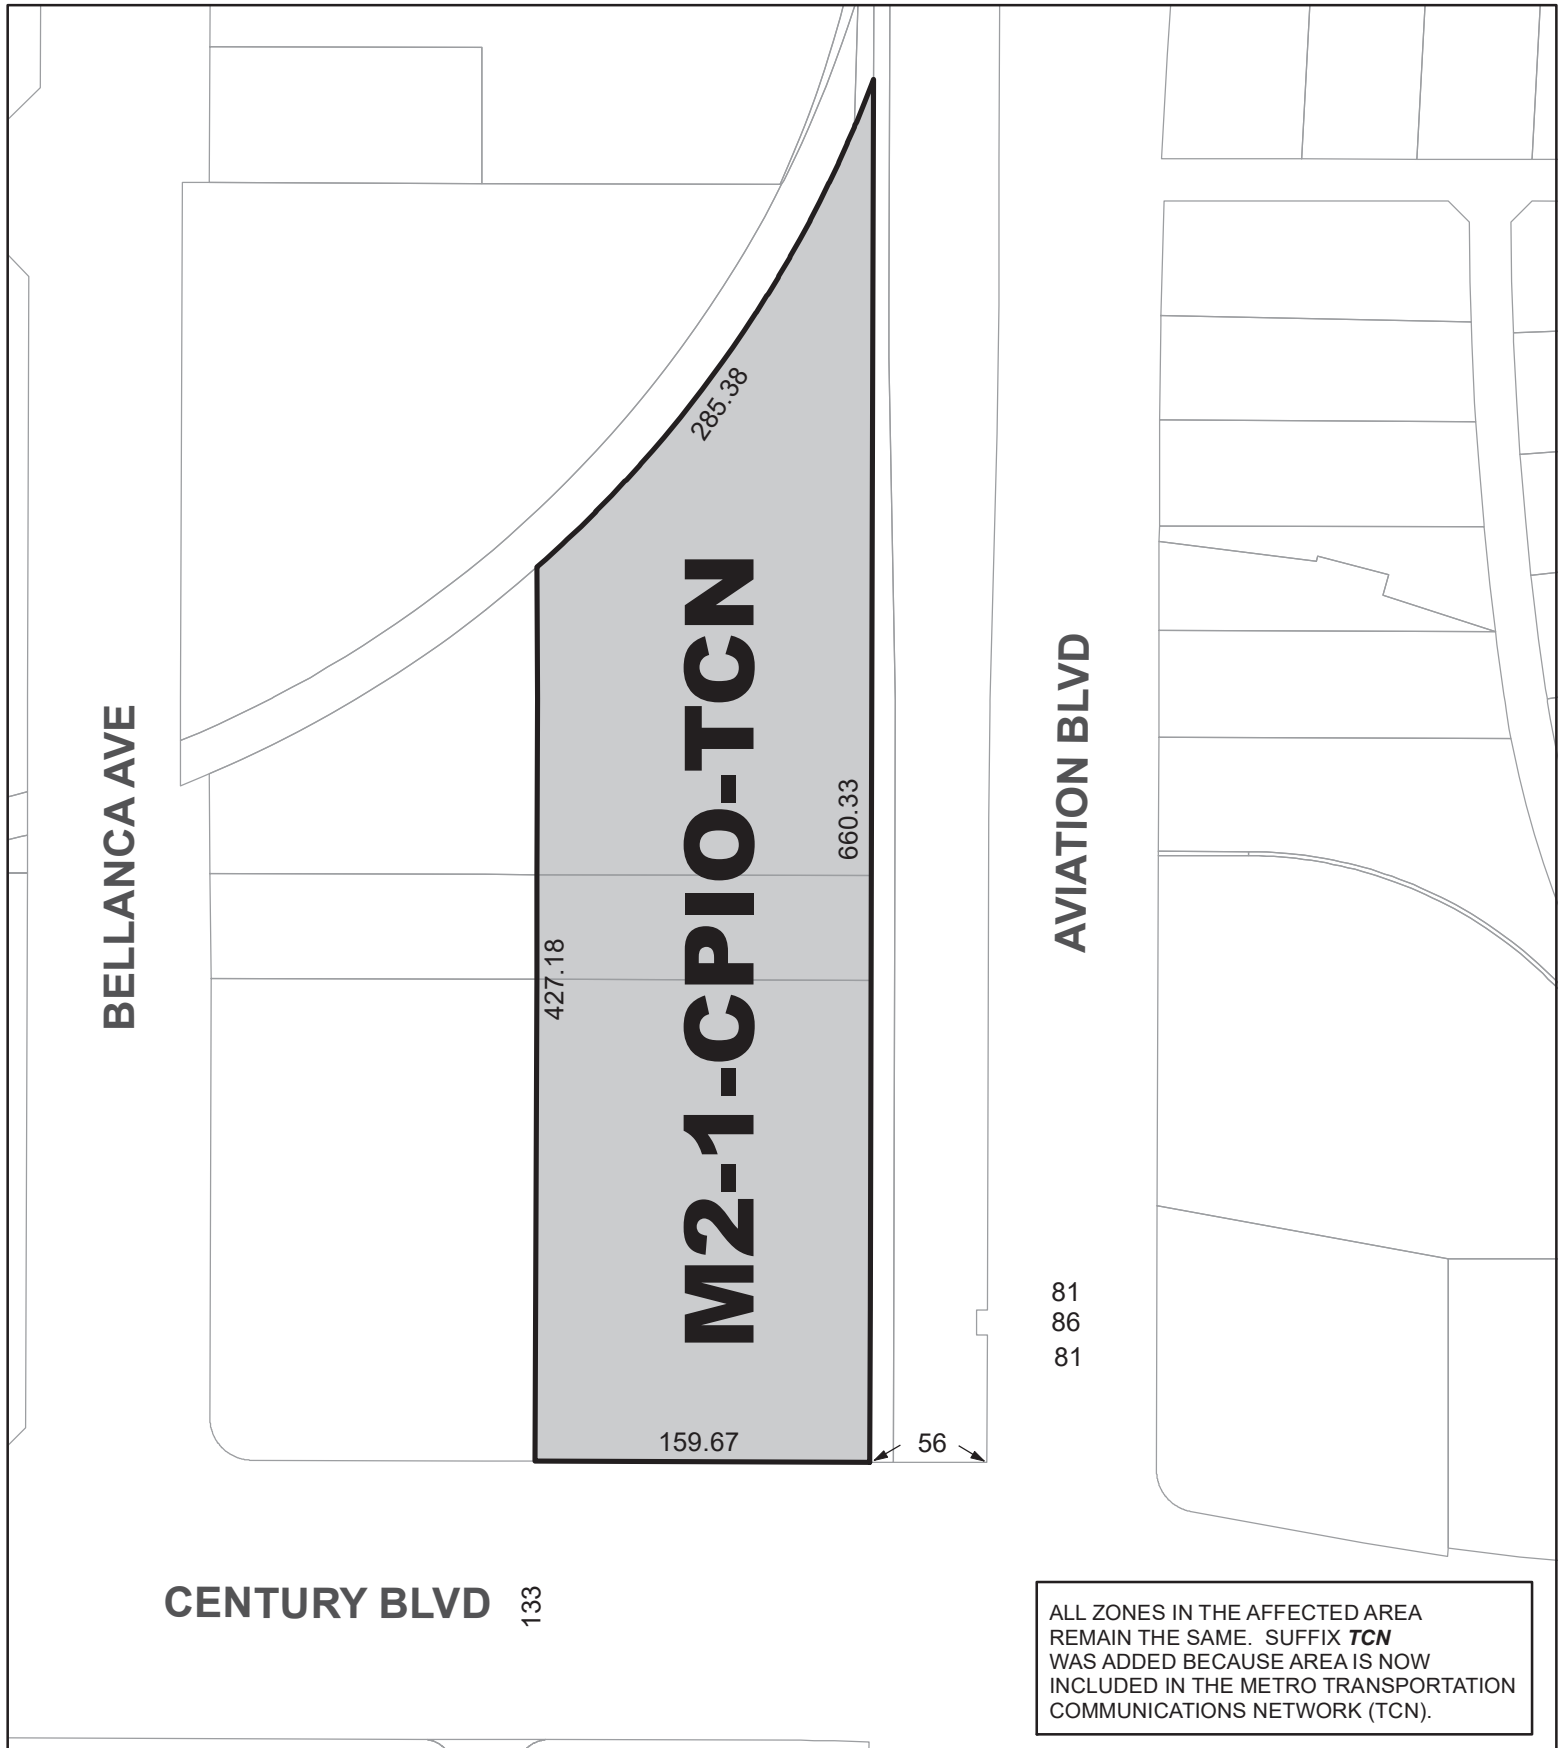 285.38
M2-1-CPIO-TCN
660.33
427.18
BELLANCA AVE
AVIATION BLVD
81
86
81
159.67
56
CENTURY BLVD
133
ALL ZONES IN THE AFFECTED AREA
REMAIN THE SAME. SUFFIX TCN
WAS ADDED BECAUSE AREA IS NOW
INCLUDED IN THE METRO TRANSPORTATION
COMMUNICATIONS NETWORK (TCN).